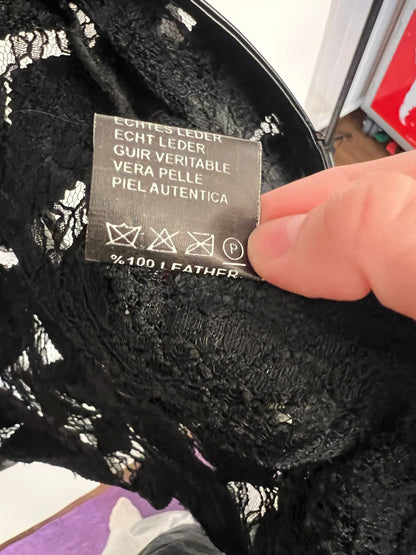 ECHTES LEDER
ECHT LEDER
GUIR VERITABLE
VERA PELLE
PIEL AUTENTICA
P
%100 LEATHER